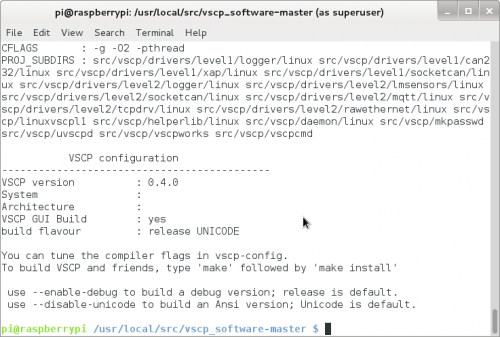 pi@raspberrypi: /usr/local/src/vscp_software-master (as superuser)
File Edit View Search Terminal Help
CFLAGS : -g -O2 -pthread
PROJ_SUBDIRS : src/vscp/drivers/level1/logger/linux src/vscp/drivers/level1/can2
32/linux src/vscp/drivers/level1/xap/linux src/vscp/drivers/level1/socketcan/lin
ux src/vscp/drivers/level2/logger/linux src/vscp/drivers/level2/lmsensors/linux
src/vscp/drivers/level2/socketcan/linux src/vscp/drivers/level2/mqtt/linux src/v
scp/drivers/level2/tcpdrv/linux src/vscp/drivers/level2/rawethernet/linux src/vs
cp/linuxvscpl1 src/vscp/helperlib/linux src/vscp/daemon/linux src/vscp/mkpasswd
src/vscp/uvscpd src/vscp/vscpworks src/vscp/vscpcmd
VSCP configuration
-----------------------------------------
VSCP version : 0.4.0
System :
Architecture :
VSCP GUI Build : yes
build flavour : release UNICODE
You can tune the compiler flags in vscp-config.
To build VSCP and friends, type 'make' followed by 'make install'
use --enable-debug to build a debug version; release is default.
use --disable-unicode to build an Ansi version; Unicode is default.
pi@raspberrypi /usr/local/src/vscp_software-master $